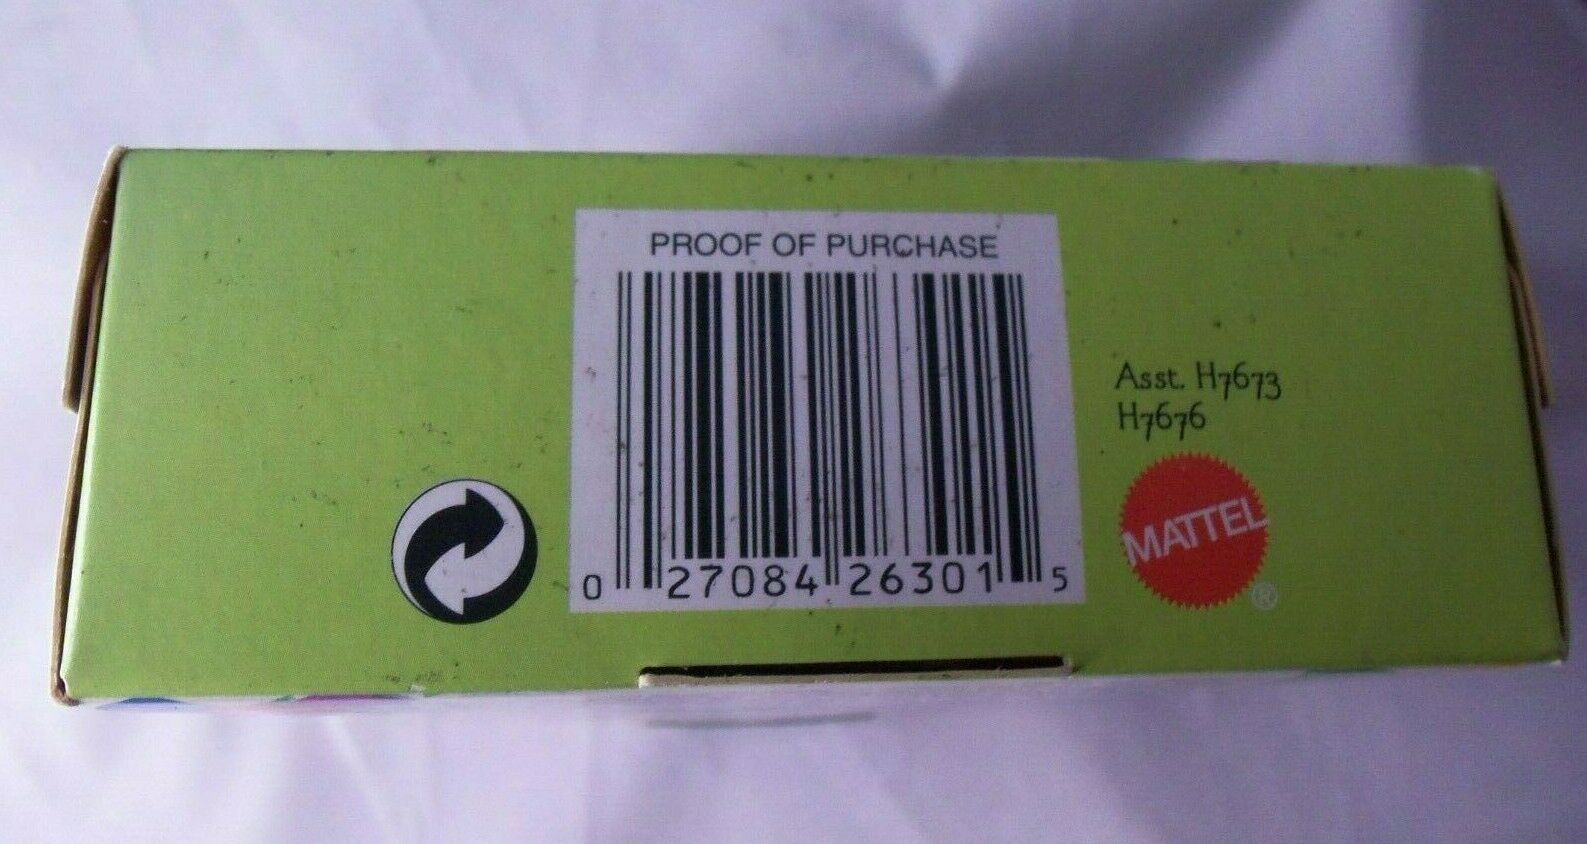 PROOF OF PURCHASE
0 27084 26301 5
Asst. H7673
H7676
MATTEL
®